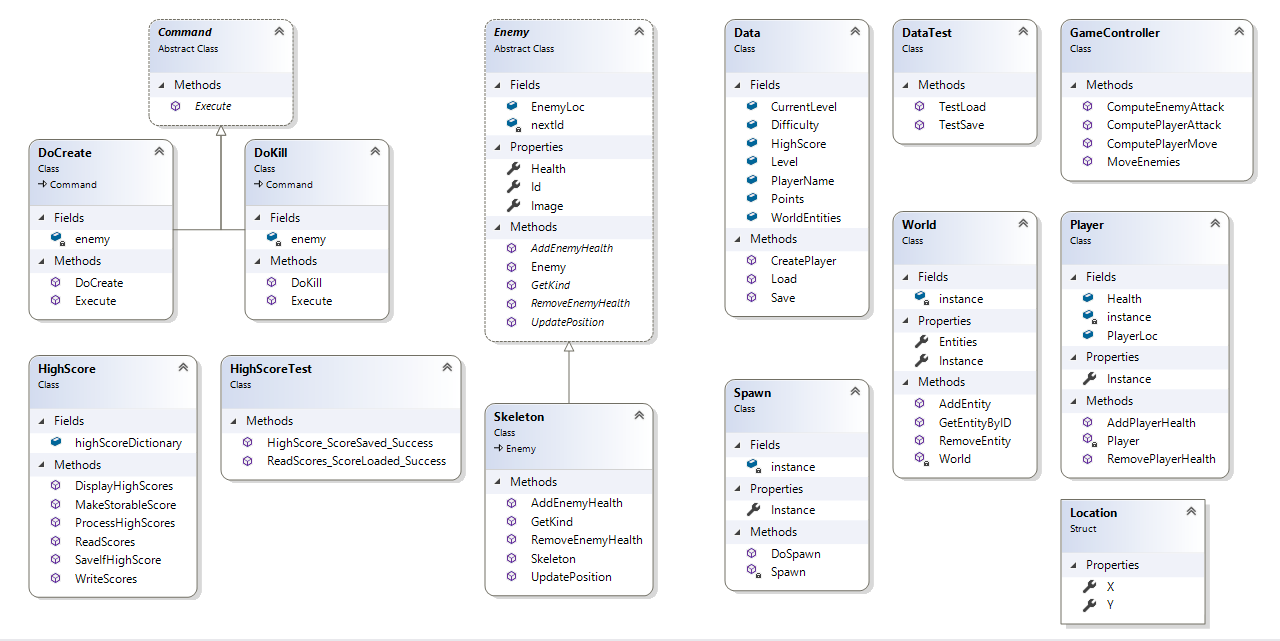 Command
Abstract Class
Methods
Execute
DoCreate
Class
Command
Fields
enemy
Methods
DoCreate
Execute
DoKill
Class
Command
Fields
enemy
Methods
DoKill
Execute
HighScore
Class
Fields
highScoreDictionary
Methods
DisplayHighScores
MakeStorableScore
ProcessHighScores
ReadScores
SaveIfHighScore
WriteScores
HighScoreTest
Class
Methods
HighScore_ScoreSaved_Success
ReadScores_ScoreLoaded_Success
Enemy
Abstract Class
Fields
EnemyLoc
nextId
Properties
Health
Id
Image
Methods
AddEnemyHealth
Enemy
GetKind
RemoveEnemyHealth
UpdatePosition
Skeleton
Class
Enemy
Methods
AddEnemyHealth
GetKind
RemoveEnemyHealth
Skeleton
UpdatePosition
Data
Class
Fields
CurrentLevel
Difficulty
HighScore
Level
PlayerName
Points
WorldEntities
Methods
CreatePlayer
Load
Save
Spawn
Class
Fields
instance
Properties
Instance
Methods
DoSpawn
Spawn
DataTest
Class
Methods
TestLoad
TestSave
World
Class
Fields
instance
Properties
Entities
Instance
Methods
AddEntity
GetEntityByID
RemoveEntity
World
GameController
Class
Methods
ComputeEnemyAttack
ComputePlayerAttack
ComputePlayerMove
MoveEnemies
Player
Class
Fields
Health
instance
PlayerLoc
Properties
Instance
Methods
AddPlayerHealth
Player
RemovePlayerHealth
Location
Struct
Properties
X
Y